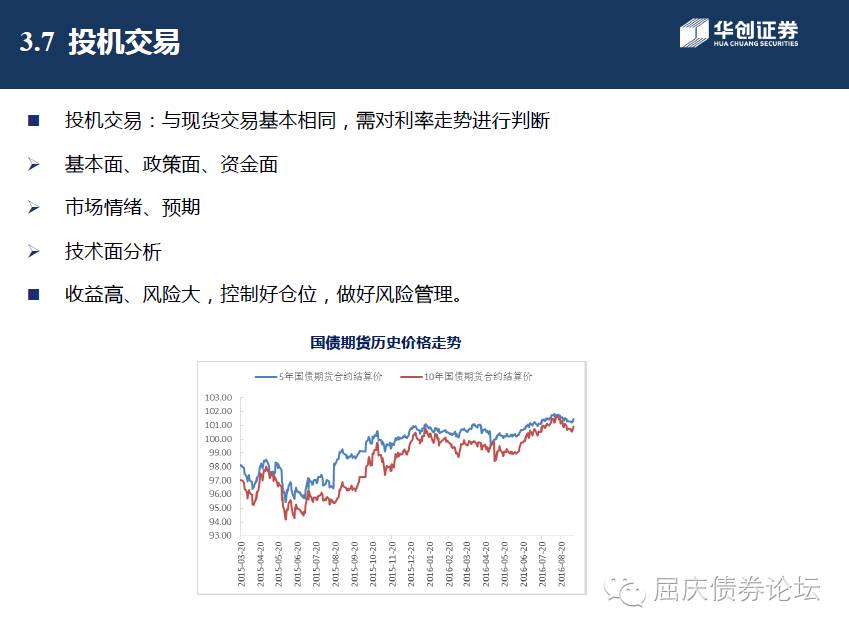 3.7 投机交易
华创证券
HUA CHUANG SECURITIES
投机交易：与现货交易基本相同，需对利率走势进行判断
基本面、政策面、资金面
市场情绪、预期
技术面分析
收益高、风险大，控制好仓位，做好风险管理。
国债期货历史价格走势
5年国债期货合约结算价 10年国债期货合约结算价
103.00
102.00
101.00
100.00
99.00
98.00
97.00
96.00
95.00
94.00
93.00
2015-03-20
2015-04-20
2015-05-20
2015-06-20
2015-07-20
2015-08-20
2015-09-20
2015-10-20
2015-11-20
2015-12-20
2016-01-20
2016-02-20
2016-03-20
2016-04-20
2016-05-20
2016-06-20
2016-07-20
2016-08-20
屈庆债券论坛